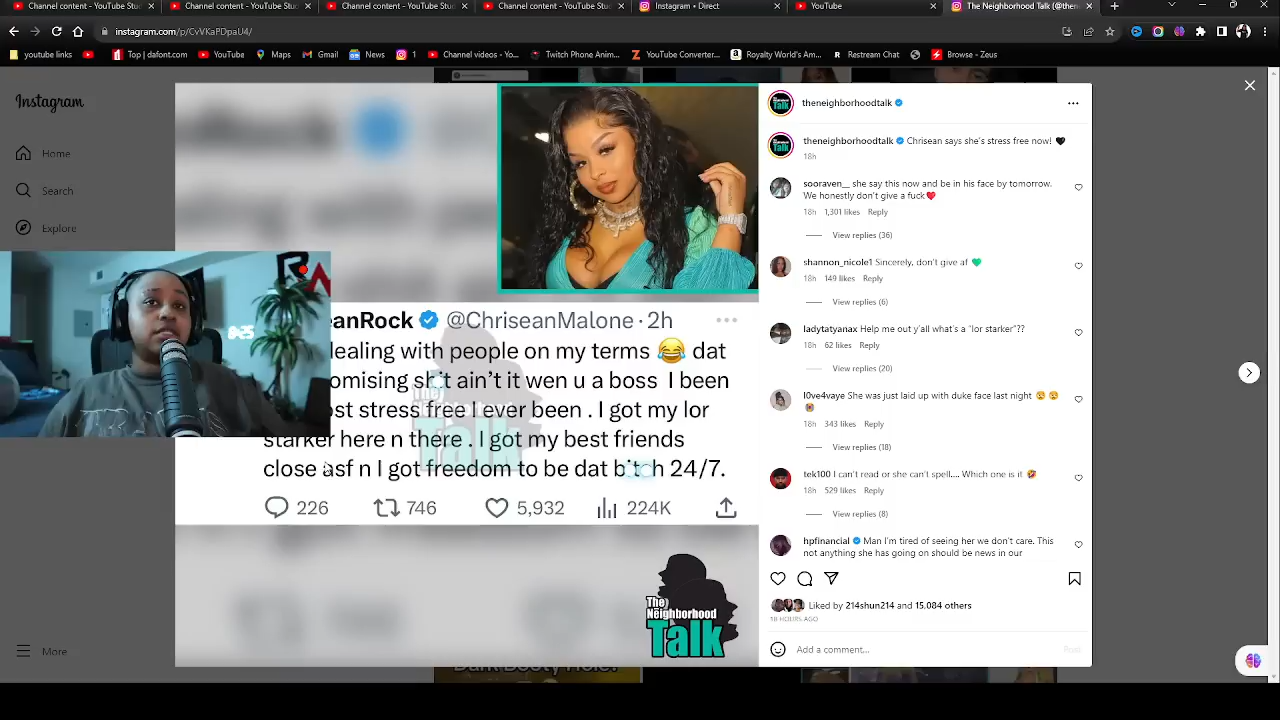 Channel content - YouTube Stud
Channel content - YouTube Stud
Channel content - YouTube Stud
Channel content - YouTube Stud
Instagram • Direct
YouTube
The Neighborhood Talk (@thenei
instagram.com/p/CvVKaPDpaU4/
youtube links
Top | dafont.com
YouTube
Maps
Gmail
News
1
Channel videos - Yo...
Twitch Phone Anim...
YouTube Converter...
Royalty World's Am...
Restream Chat
Browse - Zeus
Instagram
Home
Search
Explore
More
eanRock @ChriseanMalone · 2h
dealing with people on my terms 😂 dat
omising sh*t ain't it wen u a boss I been
ost stress free I ever been . I got my lor
starker here n there . I got my best friends
close asf n I got freedom to be dat b*tch 24/7.
226 746 5,932 224K
The
Neighborhood
Talk
The
Neighborhood
Talk
theneighborhoodtalk
theneighborhoodtalk Chrisean says she's stress free now! 🖤
18h
sooraven__ she say this now and be in his face by tomorrow.
We honestly don't give a fuck❤️
18h 1,301 likes Reply
View replies (36)
shannon_nicole1 Sincerely, don't give af 💚
18h 149 likes Reply
View replies (6)
ladytatyanax Help me out y'all what's a "lor starker"??
18h 62 likes Reply
View replies (20)
l0ve4vaye She was just laid up with duke face last night
18h 343 likes Reply
View replies (18)
tek100 I can't read or she can't spell.... Which one is it 🤣
18h 529 likes Reply
View replies (8)
hpfinancial Man I'm tired of seeing her we don't care. This
not anything she has going on should be news in our
Liked by 214shun214 and 15,084 others
18 HOURS AGO
Add a comment...
Post